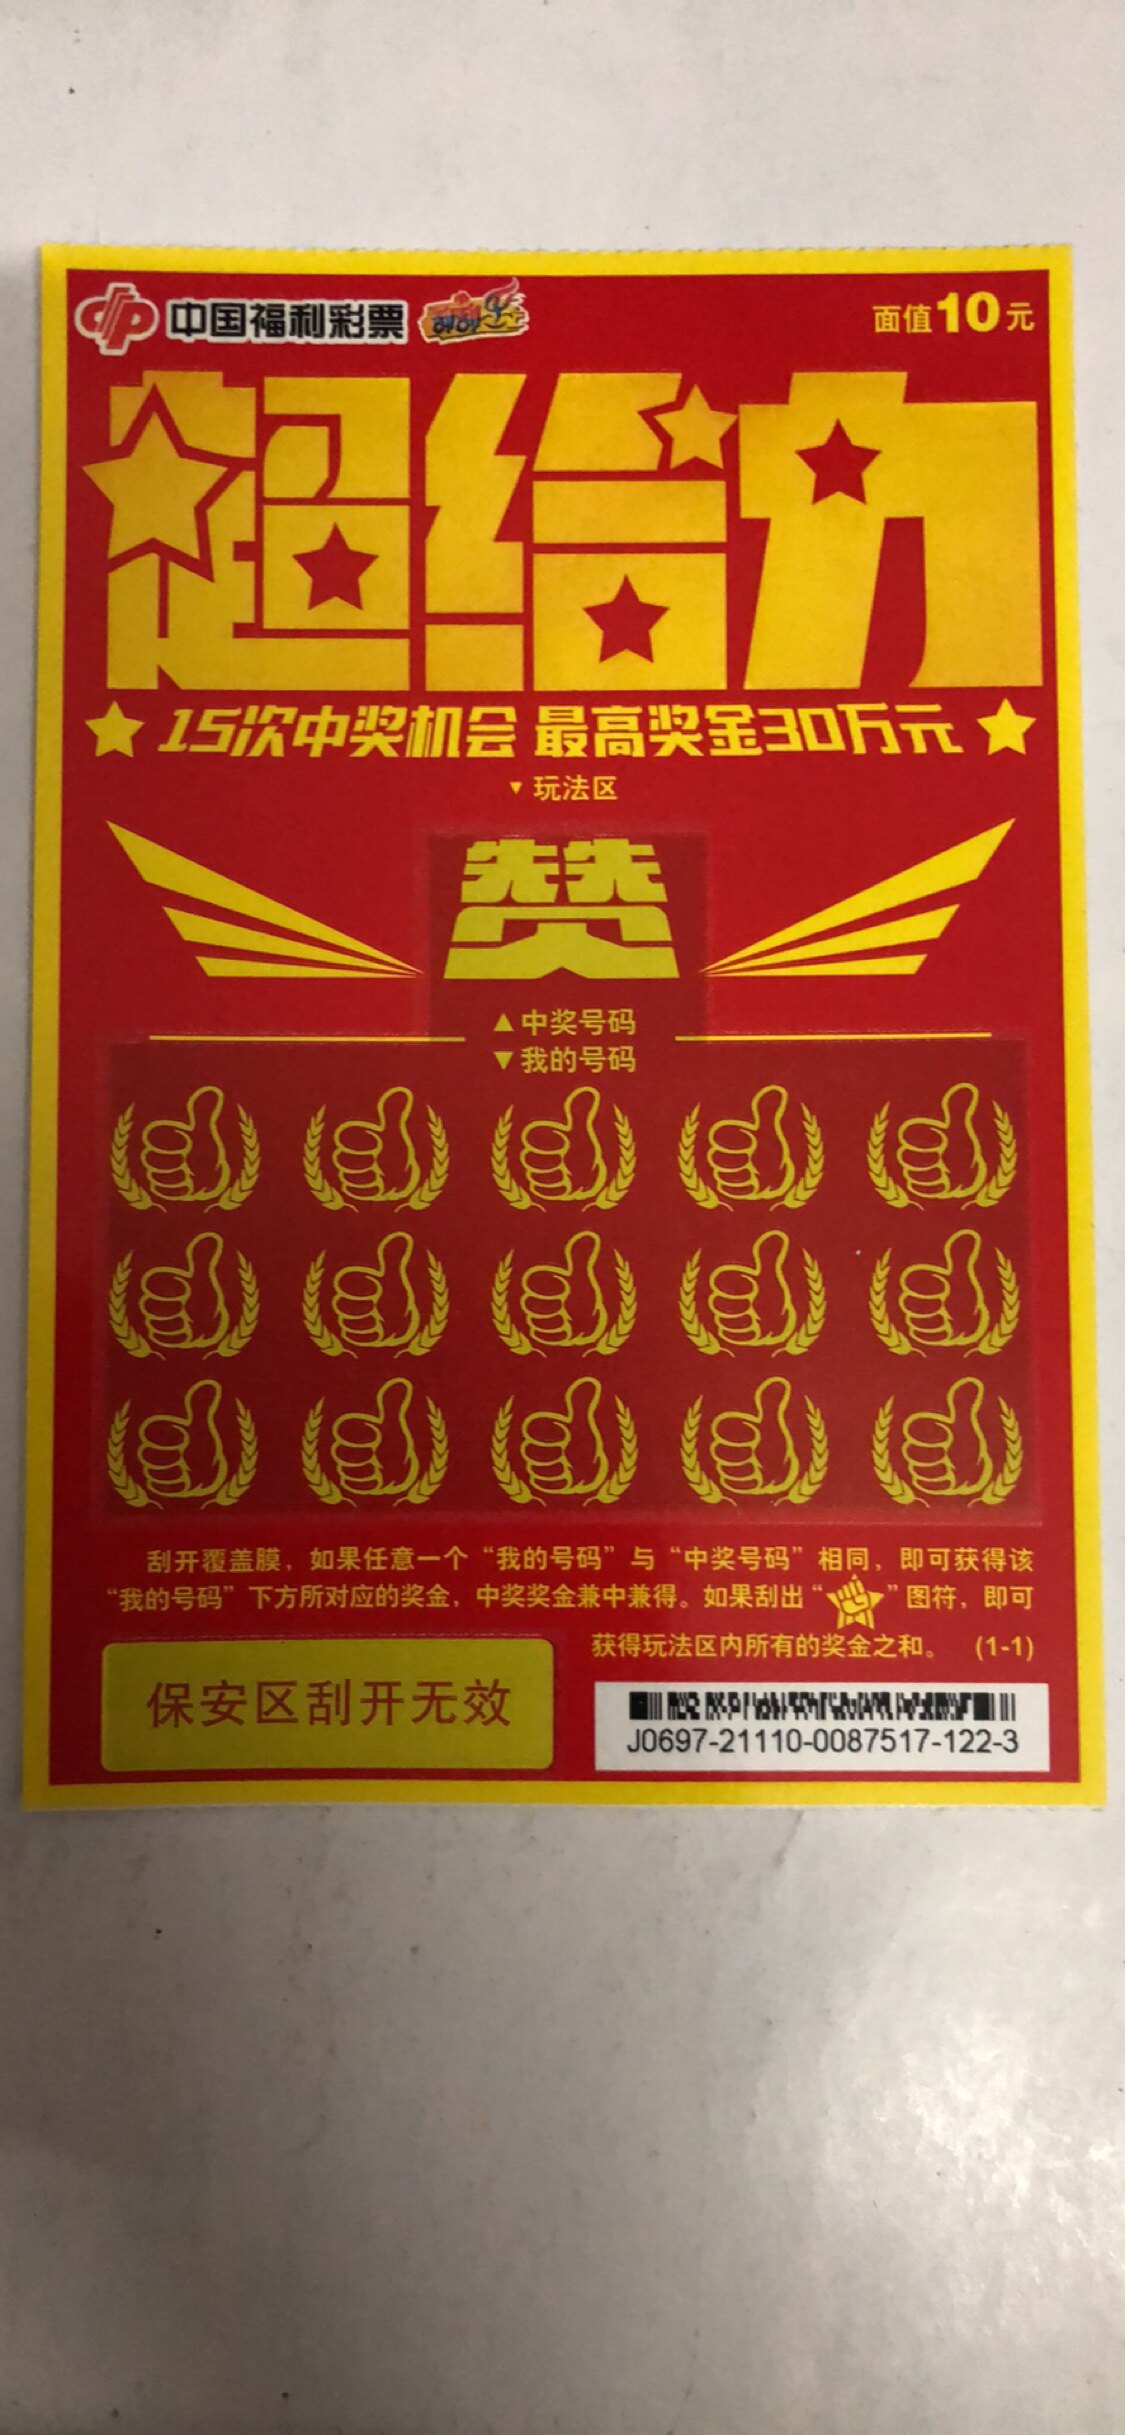 中国福利彩票 刮刮乐 面值10元
超给力
15次中奖机会 最高奖金30万元
▼ 玩法区
赞
▲中奖号码
▼我的号码
刮开覆盖膜，如果任意一个“我的号码”与“中奖号码”相同，即可获得该
“我的号码”下方所对应的奖金，中奖奖金兼中兼得。如果刮出“ ”图符，即可
获得玩法区内所有的奖金之和。 (1-1)
保安区刮开无效
J0697-21110-0087517-122-3